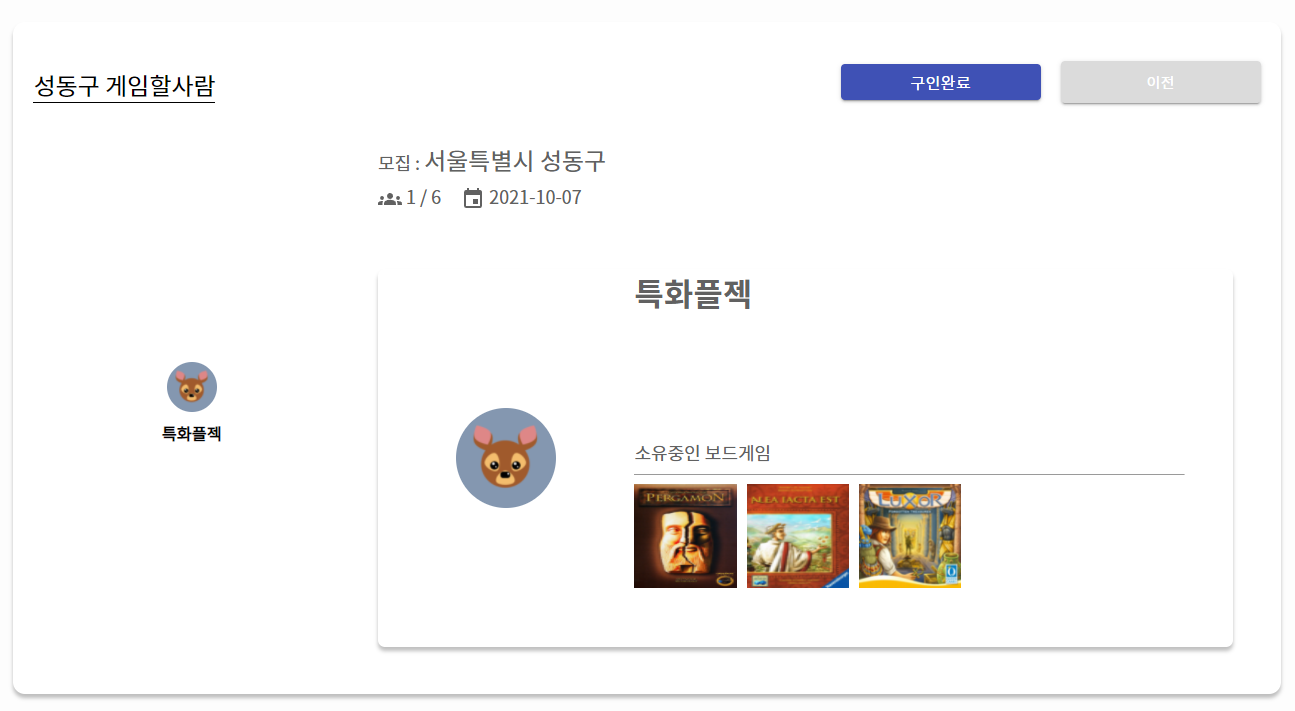 성동구 게임할사람
구인완료
이전
모집 : 서울특별시 성동구
1 / 6 2021-10-07
특화플젝
특화플젝
소유중인 보드게임
PERGAMON
ALEA IACTA EST
LUXOR